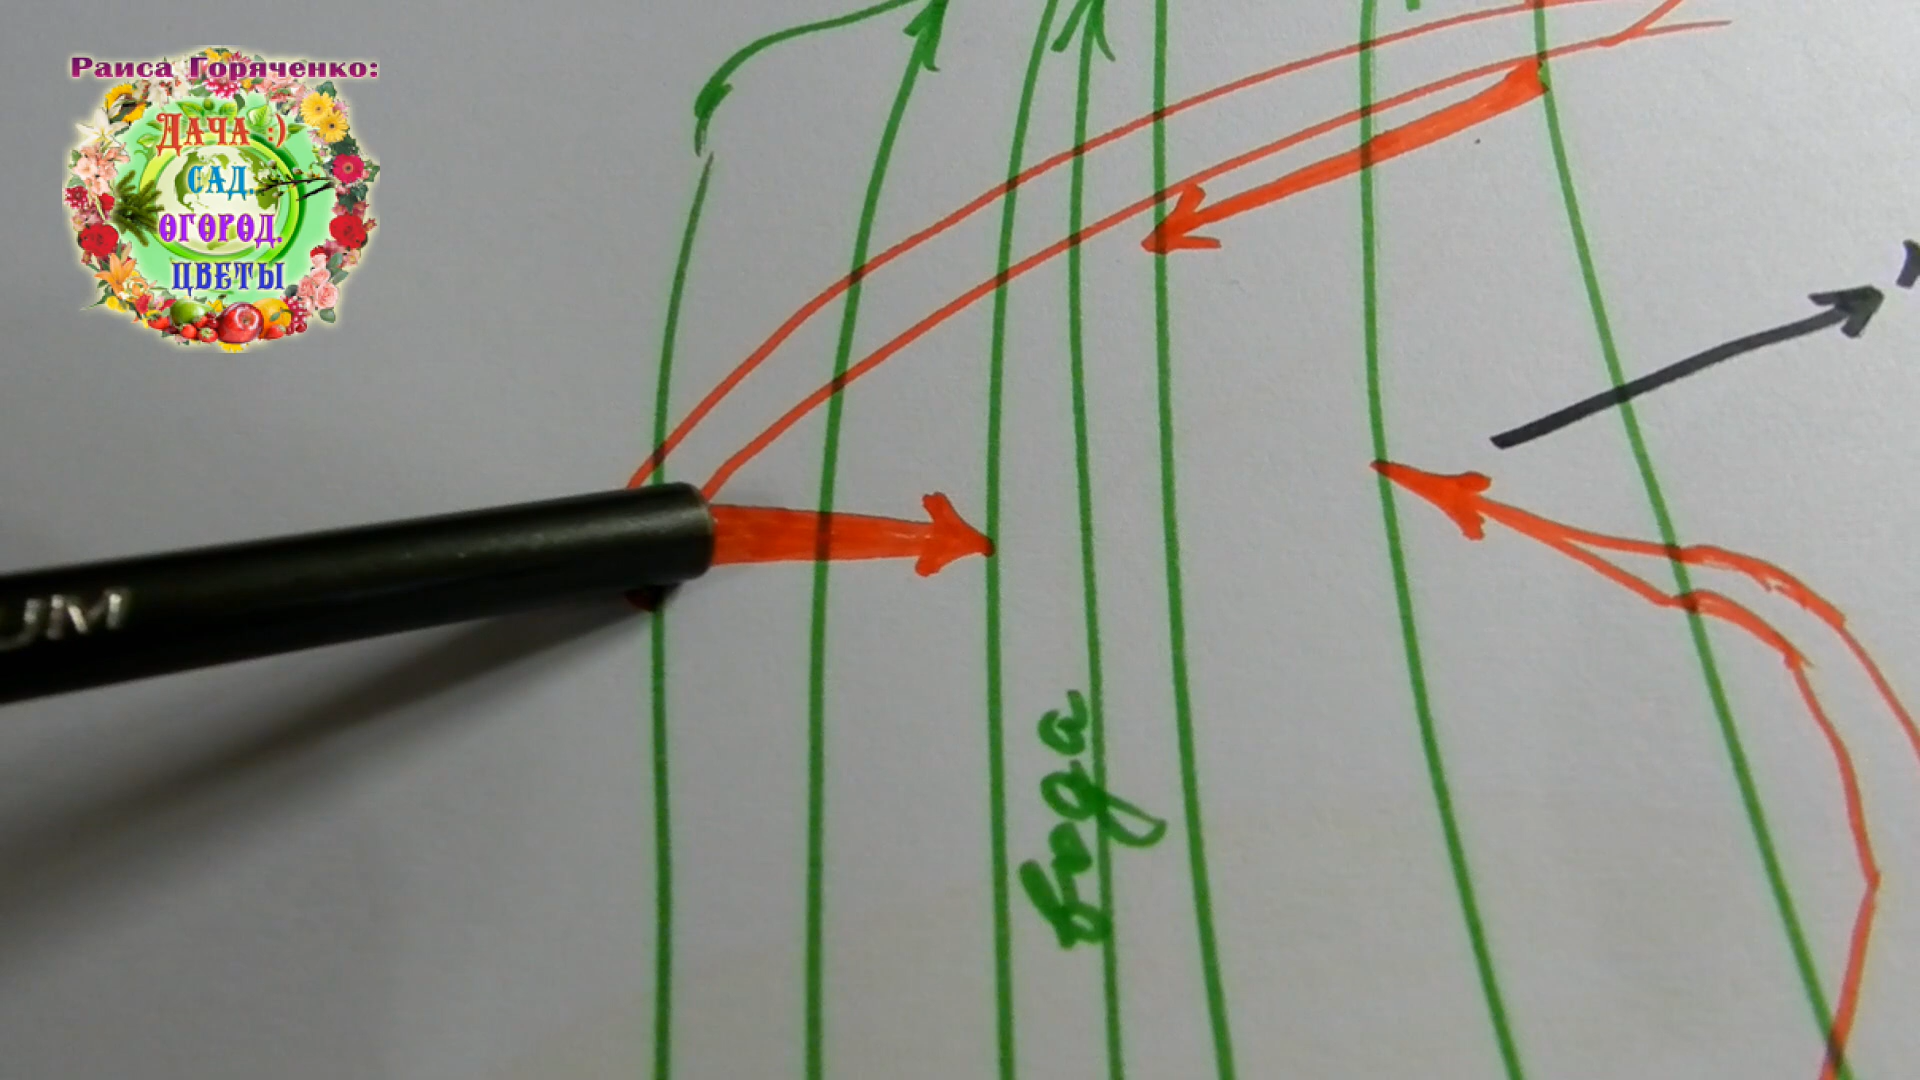 Раиса Горяченко:
Дача :)
САД.
ОГОРОД.
ЦВЕТЫ
UM
вода